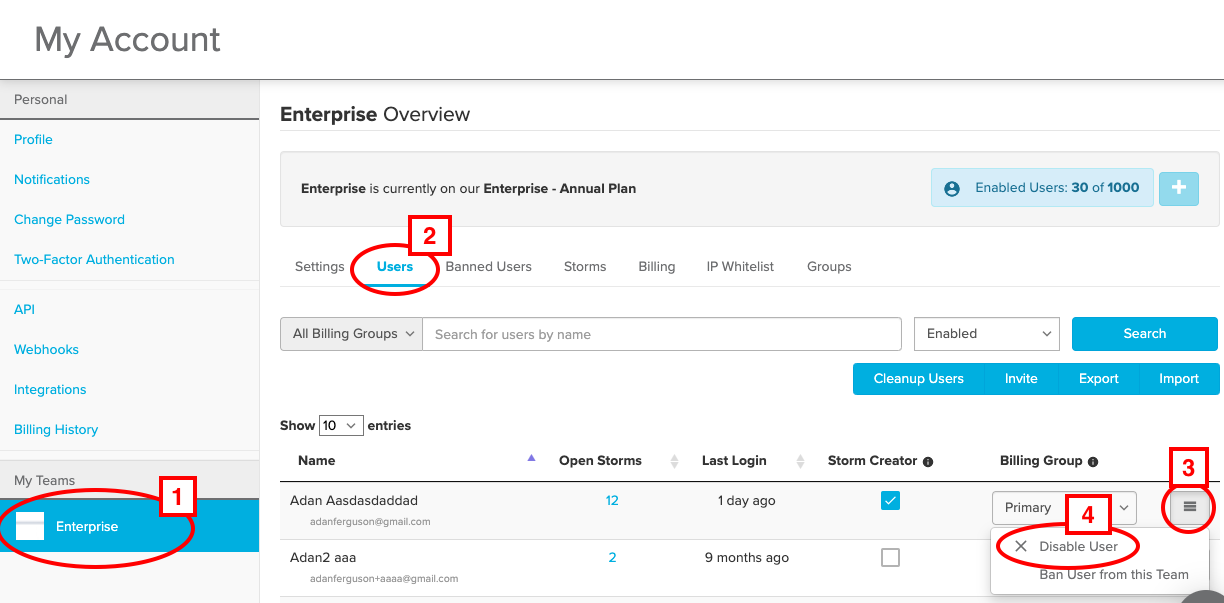 My Account
Personal
Profile
Notifications
Change Password
Two-Factor Authentication
API
Webhooks
Integrations
Billing History
My Teams
1
Enterprise
Enterprise Overview
Enterprise is currently on our Enterprise - Annual Plan
Enabled Users: 30 of 1000
2
Settings Users Banned Users Storms Billing IP Whitelist Groups
All Billing Groups Search for users by name Enabled Search
Cleanup Users Invite Export Import
Show 10 entries
Name Open Storms Last Login Storm Creator Billing Group
3
Adan Aasdasdaddad 12 1 day ago Primary
adanferguson@gmail.com
4
Disable User
Adan2 aaa 2 9 months ago
Ban User from this Team
adanferguson+aaaa@gmail.com